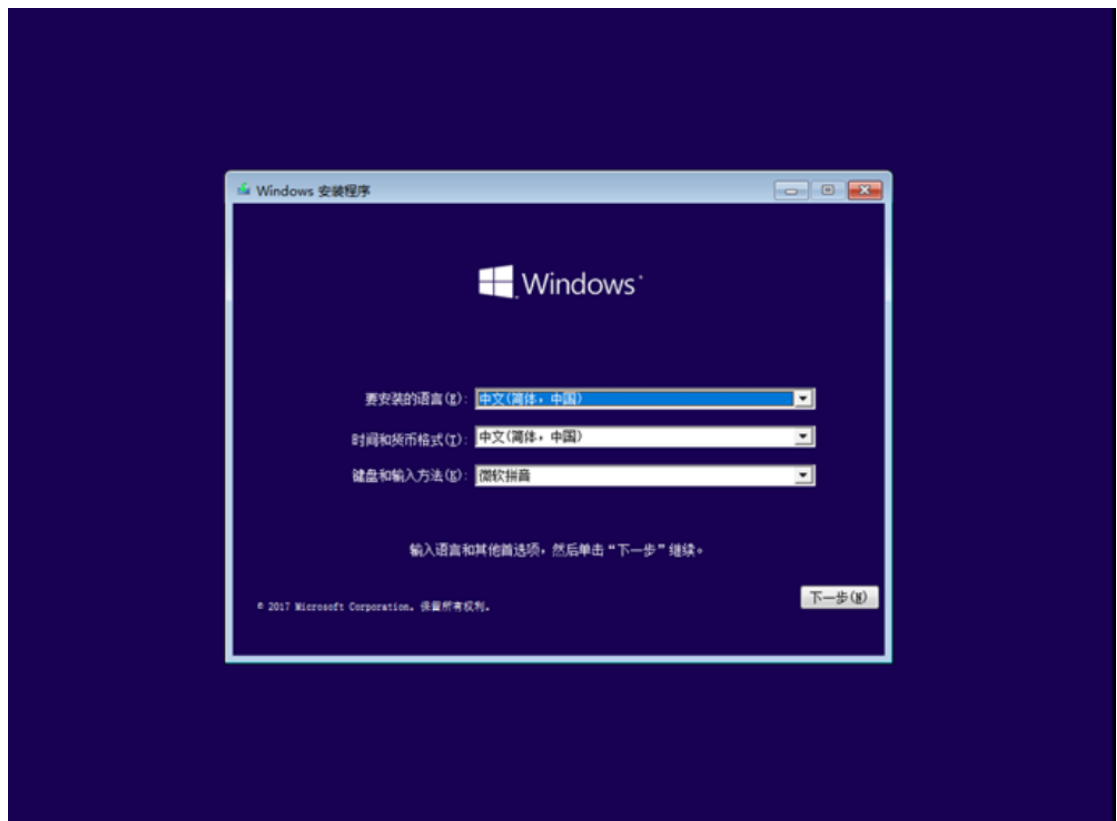 Windows 安装程序
Windows
要安装的语言(E): 中文(简体，中国)
时间和货币格式(T): 中文(简体，中国)
键盘和输入方法(K): 微软拼音
输入语言和其他首选项，然后单击“下一步”继续。
© 2017 Microsoft Corporation。保留所有权利。
下一步(N)